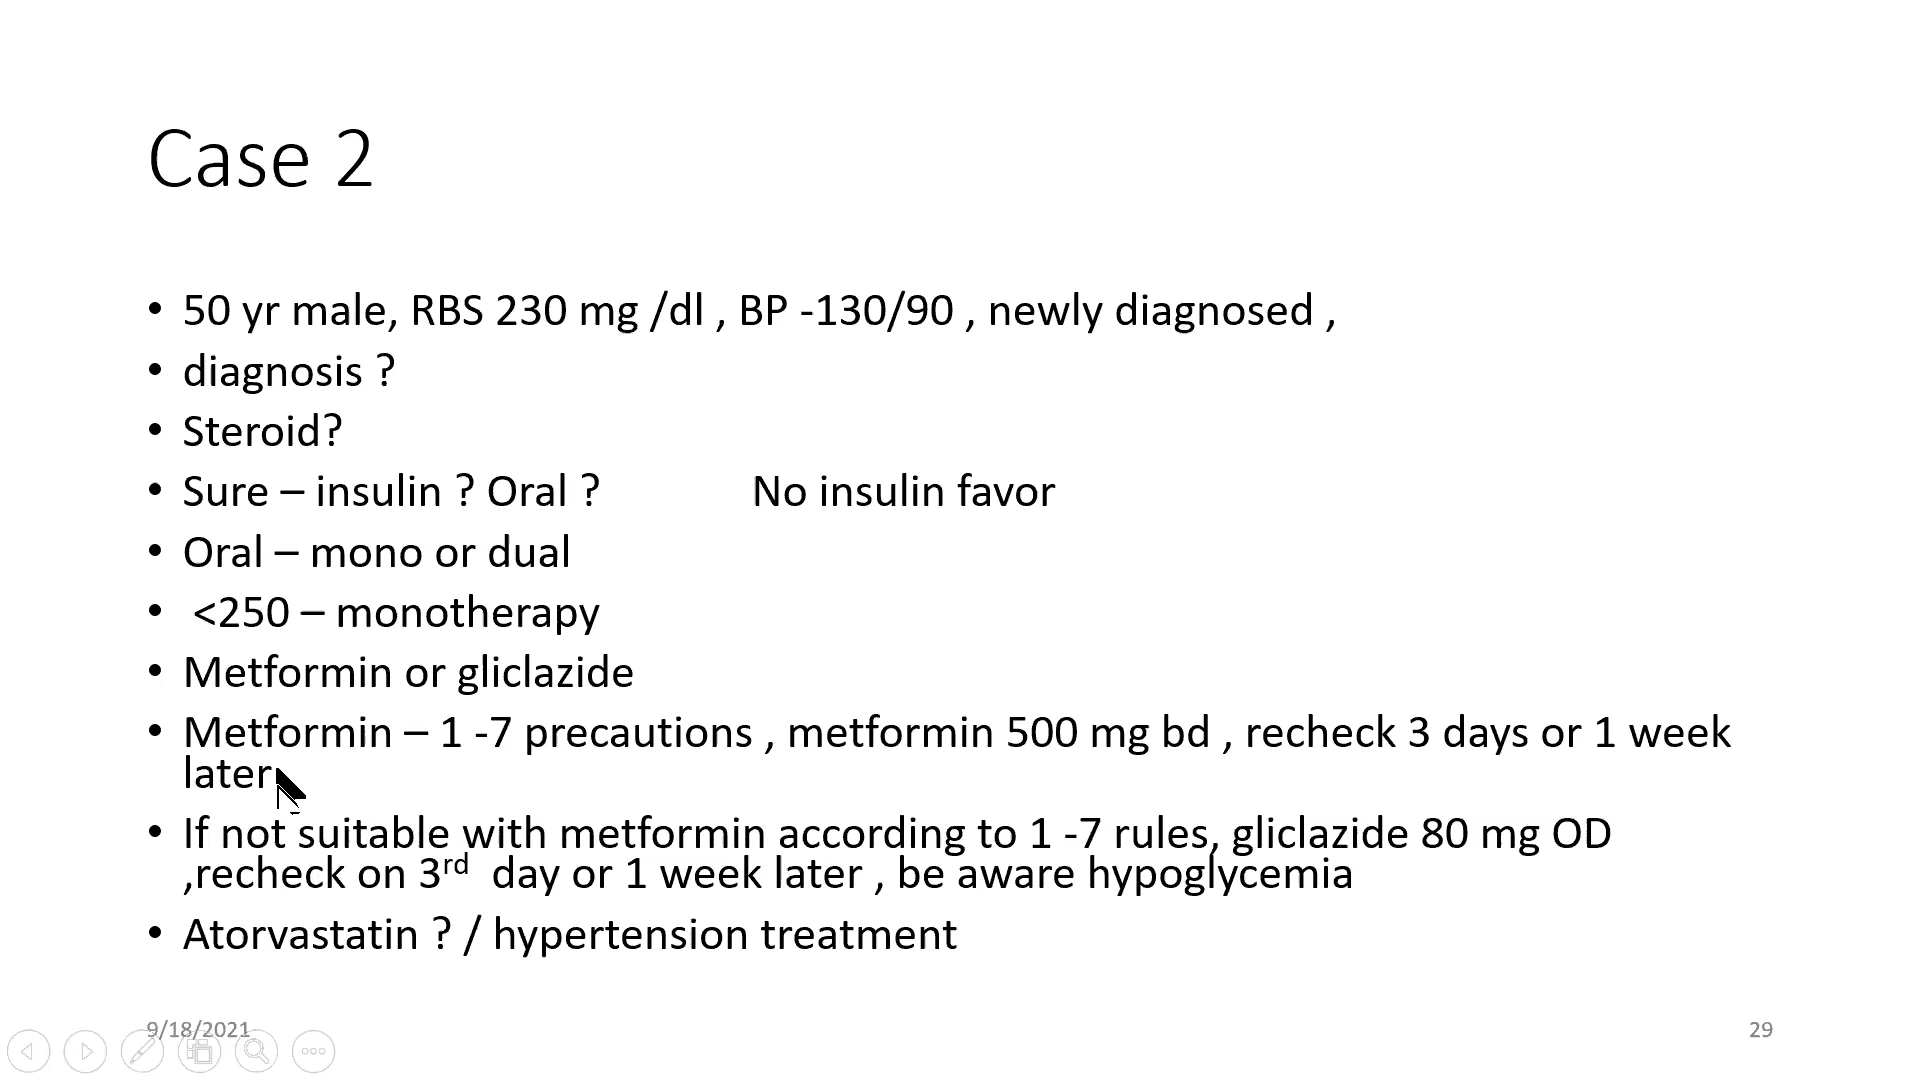 Case 2
• 50 yr male, RBS 230 mg /dl , BP -130/90 , newly diagnosed ,
• diagnosis ?
• Steroid?
• Sure – insulin ? Oral ? No insulin favor
• Oral – mono or dual
• <250 – monotherapy
• Metformin or gliclazide
• Metformin – 1 -7 precautions , metformin 500 mg bd , recheck 3 days or 1 week
later
• If not suitable with metformin according to 1 -7 rules, gliclazide 80 mg OD
,recheck on 3rd day or 1 week later , be aware hypoglycemia
• Atorvastatin ? / hypertension treatment
9/18/2021
29